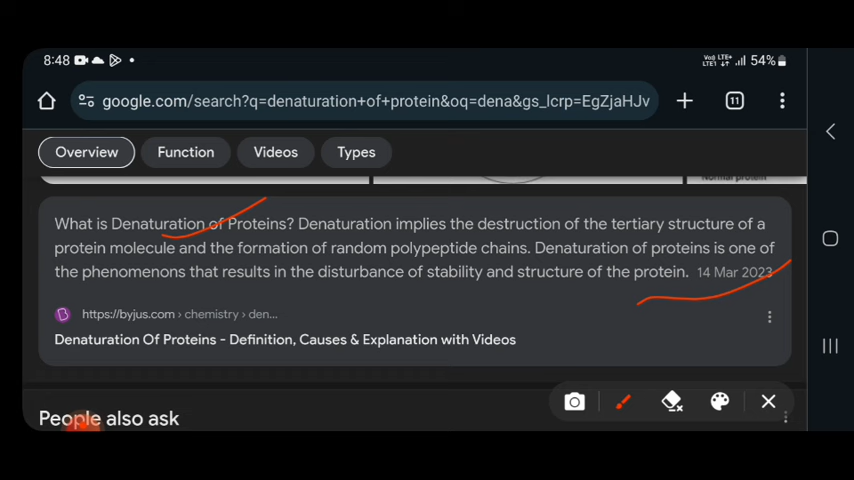 8:48
Vo)) LTE+
LTE1 54%
google.com/search?q=denaturation+of+protein&oq=dena&gs_lcrp=EgZjaHJv
11
Overview Function Videos Types
Normal protein
What is Denaturation of Proteins? Denaturation implies the destruction of the tertiary structure of a
protein molecule and the formation of random polypeptide chains. Denaturation of proteins is one of
the phenomenons that results in the disturbance of stability and structure of the protein. 14 Mar 2023
https://byjus.com › chemistry › den...
Denaturation Of Proteins - Definition, Causes & Explanation with Videos
People also ask